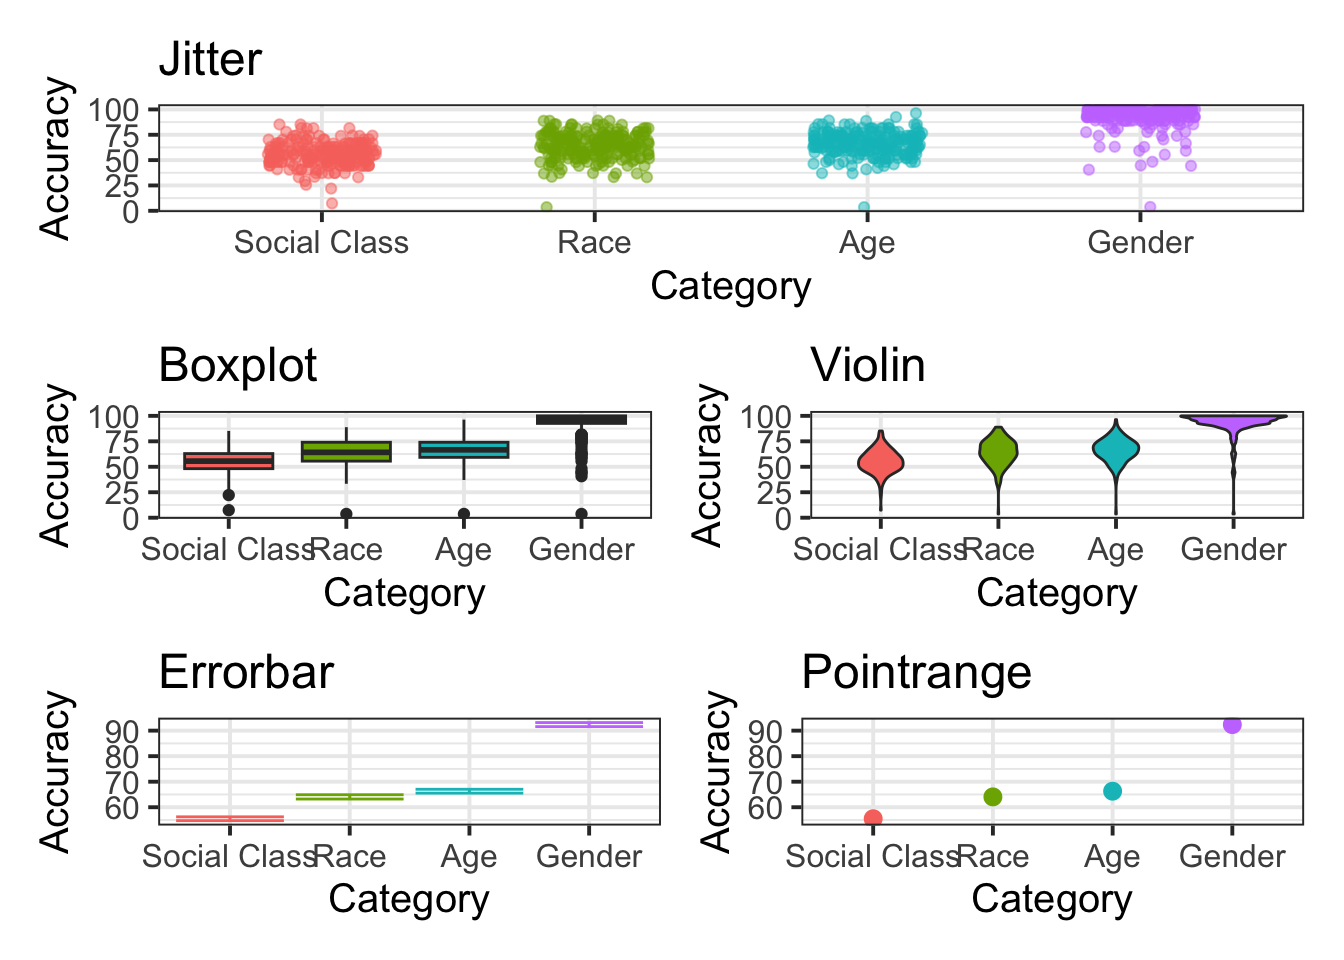 Jitter
Accuracy
100
75
50
25
0
Social Class Race Age Gender
Category
Boxplot
Accuracy
100
75
50
25
0
Social Class Race Age Gender
Category
Violin
Accuracy
100
75
50
25
0
Social Class Race Age Gender
Category
Errorbar
Accuracy
90
80
70
60
Social Class Race Age Gender
Category
Pointrange
Accuracy
90
80
70
60
Social Class Race Age Gender
Category